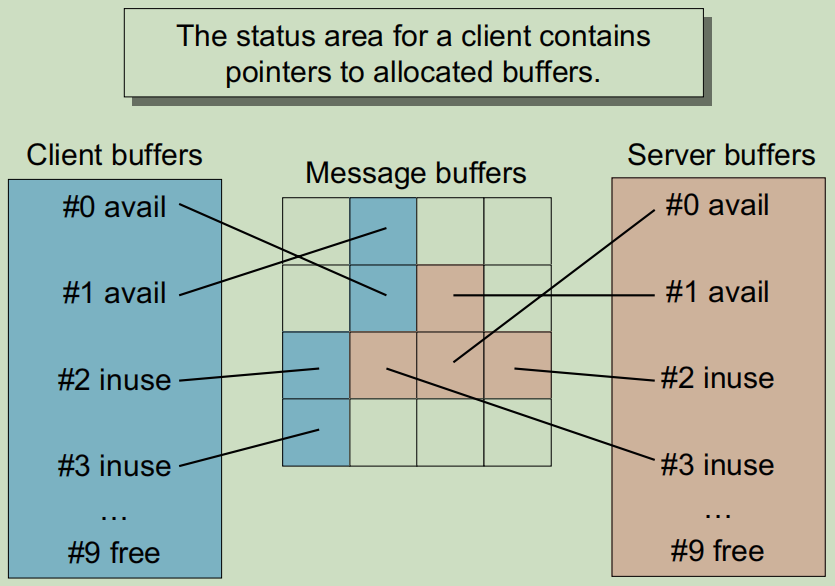 The status area for a client contains
pointers to allocated buffers.
Client buffers
#0 avail
#1 avail
#2 inuse
#3 inuse
…
#9 free
Message buffers
Server buffers
#0 avail
#1 avail
#2 inuse
#3 inuse
…
#9 free